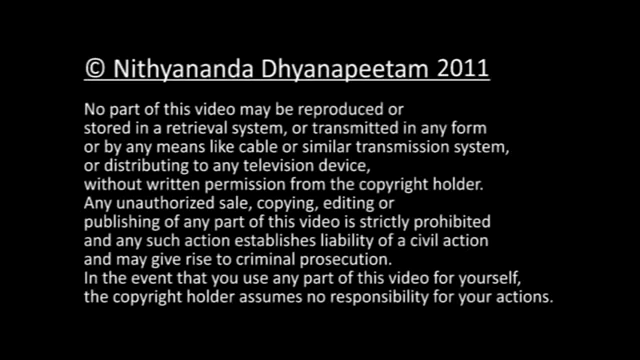 © Nithyananda Dhyanapeetam 2011
No part of this video may be reproduced or
stored in a retrieval system, or transmitted in any form
or by any means like cable or similar transmission system,
or distributing to any television device,
without written permission from the copyright holder.
Any unauthorized sale, copying, editing or
publishing of any part of this video is strictly prohibited
and any such action establishes liability of a civil action
and may give rise to criminal prosecution.
In the event that you use any part of this video for yourself,
the copyright holder assumes no responsibility for your actions.